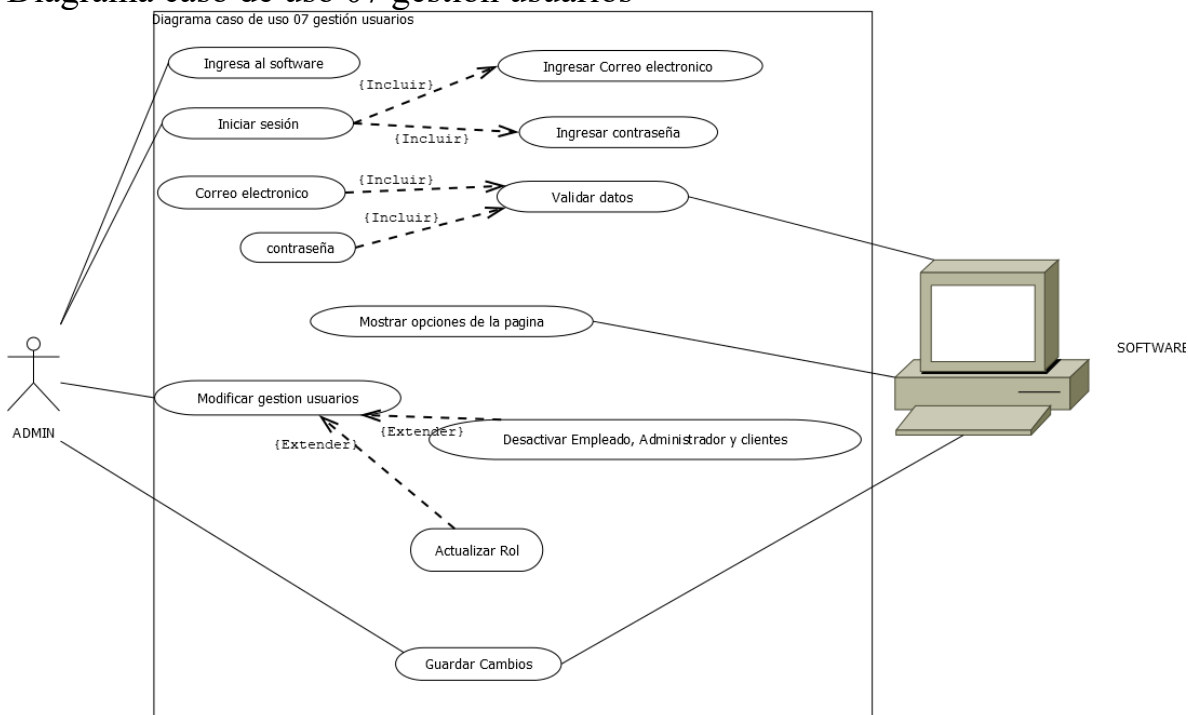 Diagrama caso de uso 07 gestión usuarios
Diagrama caso de uso 07 gestión usuarios
Ingresa al software
Ingresar Correo electronico
{Incluir}
Iniciar sesión
Ingresar contraseña
{Incluir}
Correo electronico
{Incluir}
Validar datos
{Incluir}
contraseña
Mostrar opciones de la pagina
SOFTWARE
Modificar gestion usuarios
ADMIN
{Extender}
{Extender}
Desactivar Empleado, Administrador y clientes
Actualizar Rol
Guardar Cambios